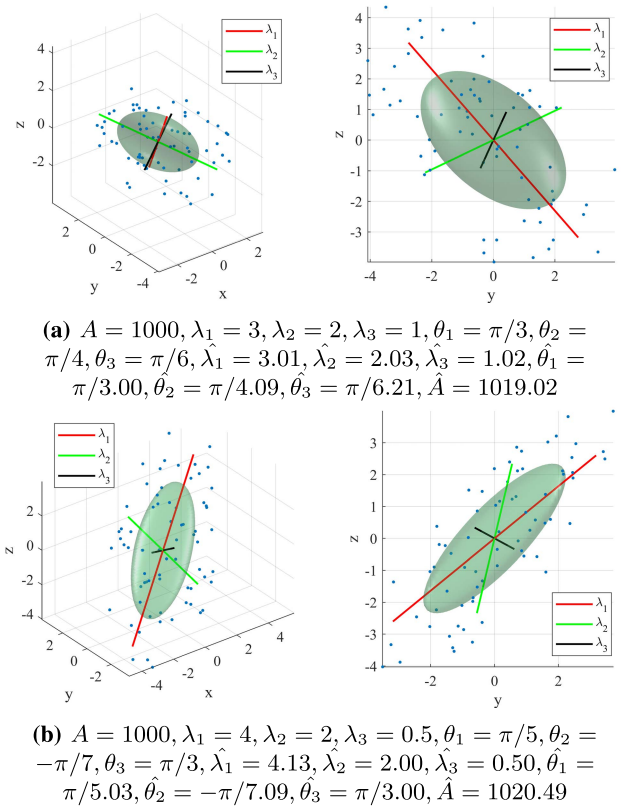 4
2
0
-2
z
2
0
-2
-4
y
-2
0
2
x
λ1
λ2
λ3
4
3
2
1
0
-1
-2
-3
z
-4
-2
0
2
y
λ1
λ2
λ3
(a) A = 1000, λ1 = 3, λ2 = 2, λ3 = 1, θ1 = π/3, θ2 =
π/4, θ3 = π/6, λ̂1 = 3.01, λ̂2 = 2.03, λ̂3 = 1.02, θ̂1 =
π/3.00, θ̂2 = π/4.09, θ̂3 = π/6.21, Â = 1019.02
λ1
λ2
λ3
2
0
-2
-4
z
2
0
-2
y
-4
-2
0
2
4
x
4
3
2
1
0
-1
-2
-3
-4
z
-2
0
2
y
λ1
λ2
λ3
(b) A = 1000, λ1 = 4, λ2 = 2, λ3 = 0.5, θ1 = π/5, θ2 =
−π/7, θ3 = π/3, λ̂1 = 4.13, λ̂2 = 2.00, λ̂3 = 0.50, θ̂1 =
π/5.03, θ̂2 = −π/7.09, θ̂3 = π/3.00, Â = 1020.49